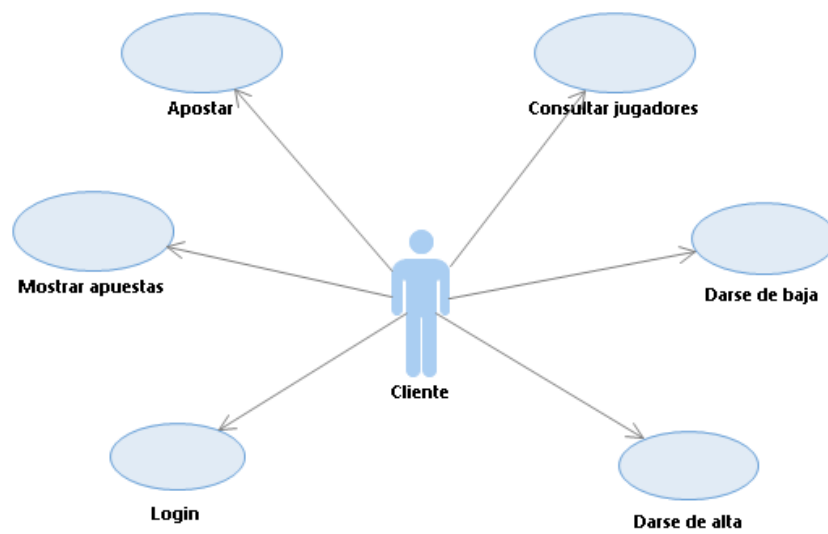 Apostar
Consultar jugadores
Mostrar apuestas
Darse de baja
Cliente
Login
Darse de alta